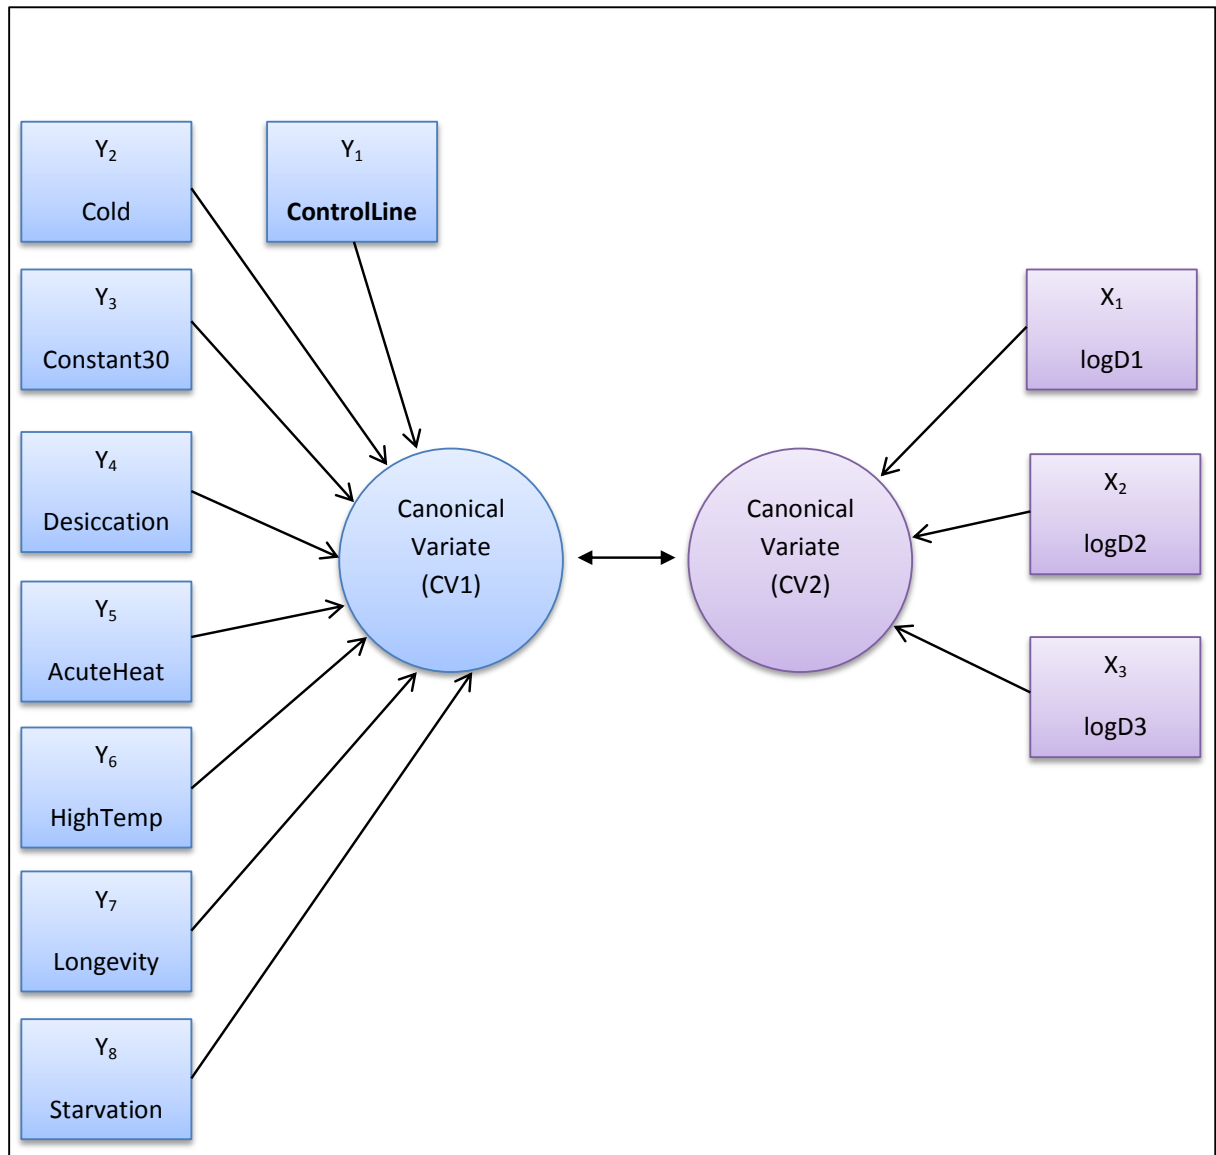 Y₂
Cold
Y₁
ControlLine
Y₃
Constant30
Y₄
Desiccation
Y₅
AcuteHeat
Y₆
HighTemp
Y₇
Longevity
Y₈
Starvation
Canonical
Variate
(CV1)
Canonical
Variate
(CV2)
X₁
logD1
X₂
logD2
X₃
logD3